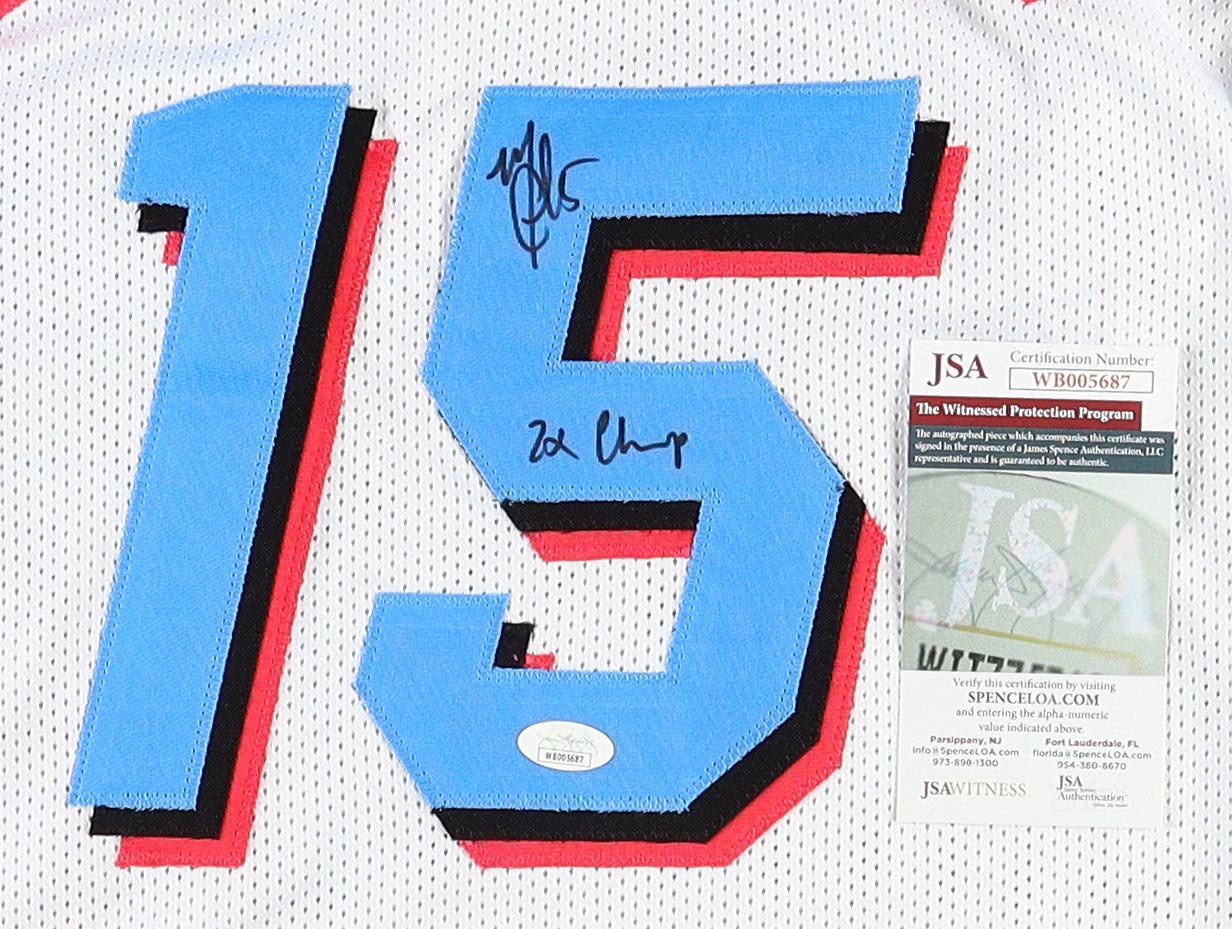 15
2x Champ
WB005687
JSA
Certification Number:
WB005687
The Witnessed Protection Program
The autographed piece which accompanies this certificate was
signed in the presence of a James Spence Authentication, LLC
representative and is guaranteed to be authentic.
JSA
Verify this certification by visiting
SPENCELOA.COM
and entering the alpha-numeric
value indicated above.
Parsippany, NJ
info@SpenceLOA.com
973-898-1300
Fort Lauderdale, FL
florida@SpenceLOA.com
954-380-8670
JSAWITNESS
JSA
Authentication